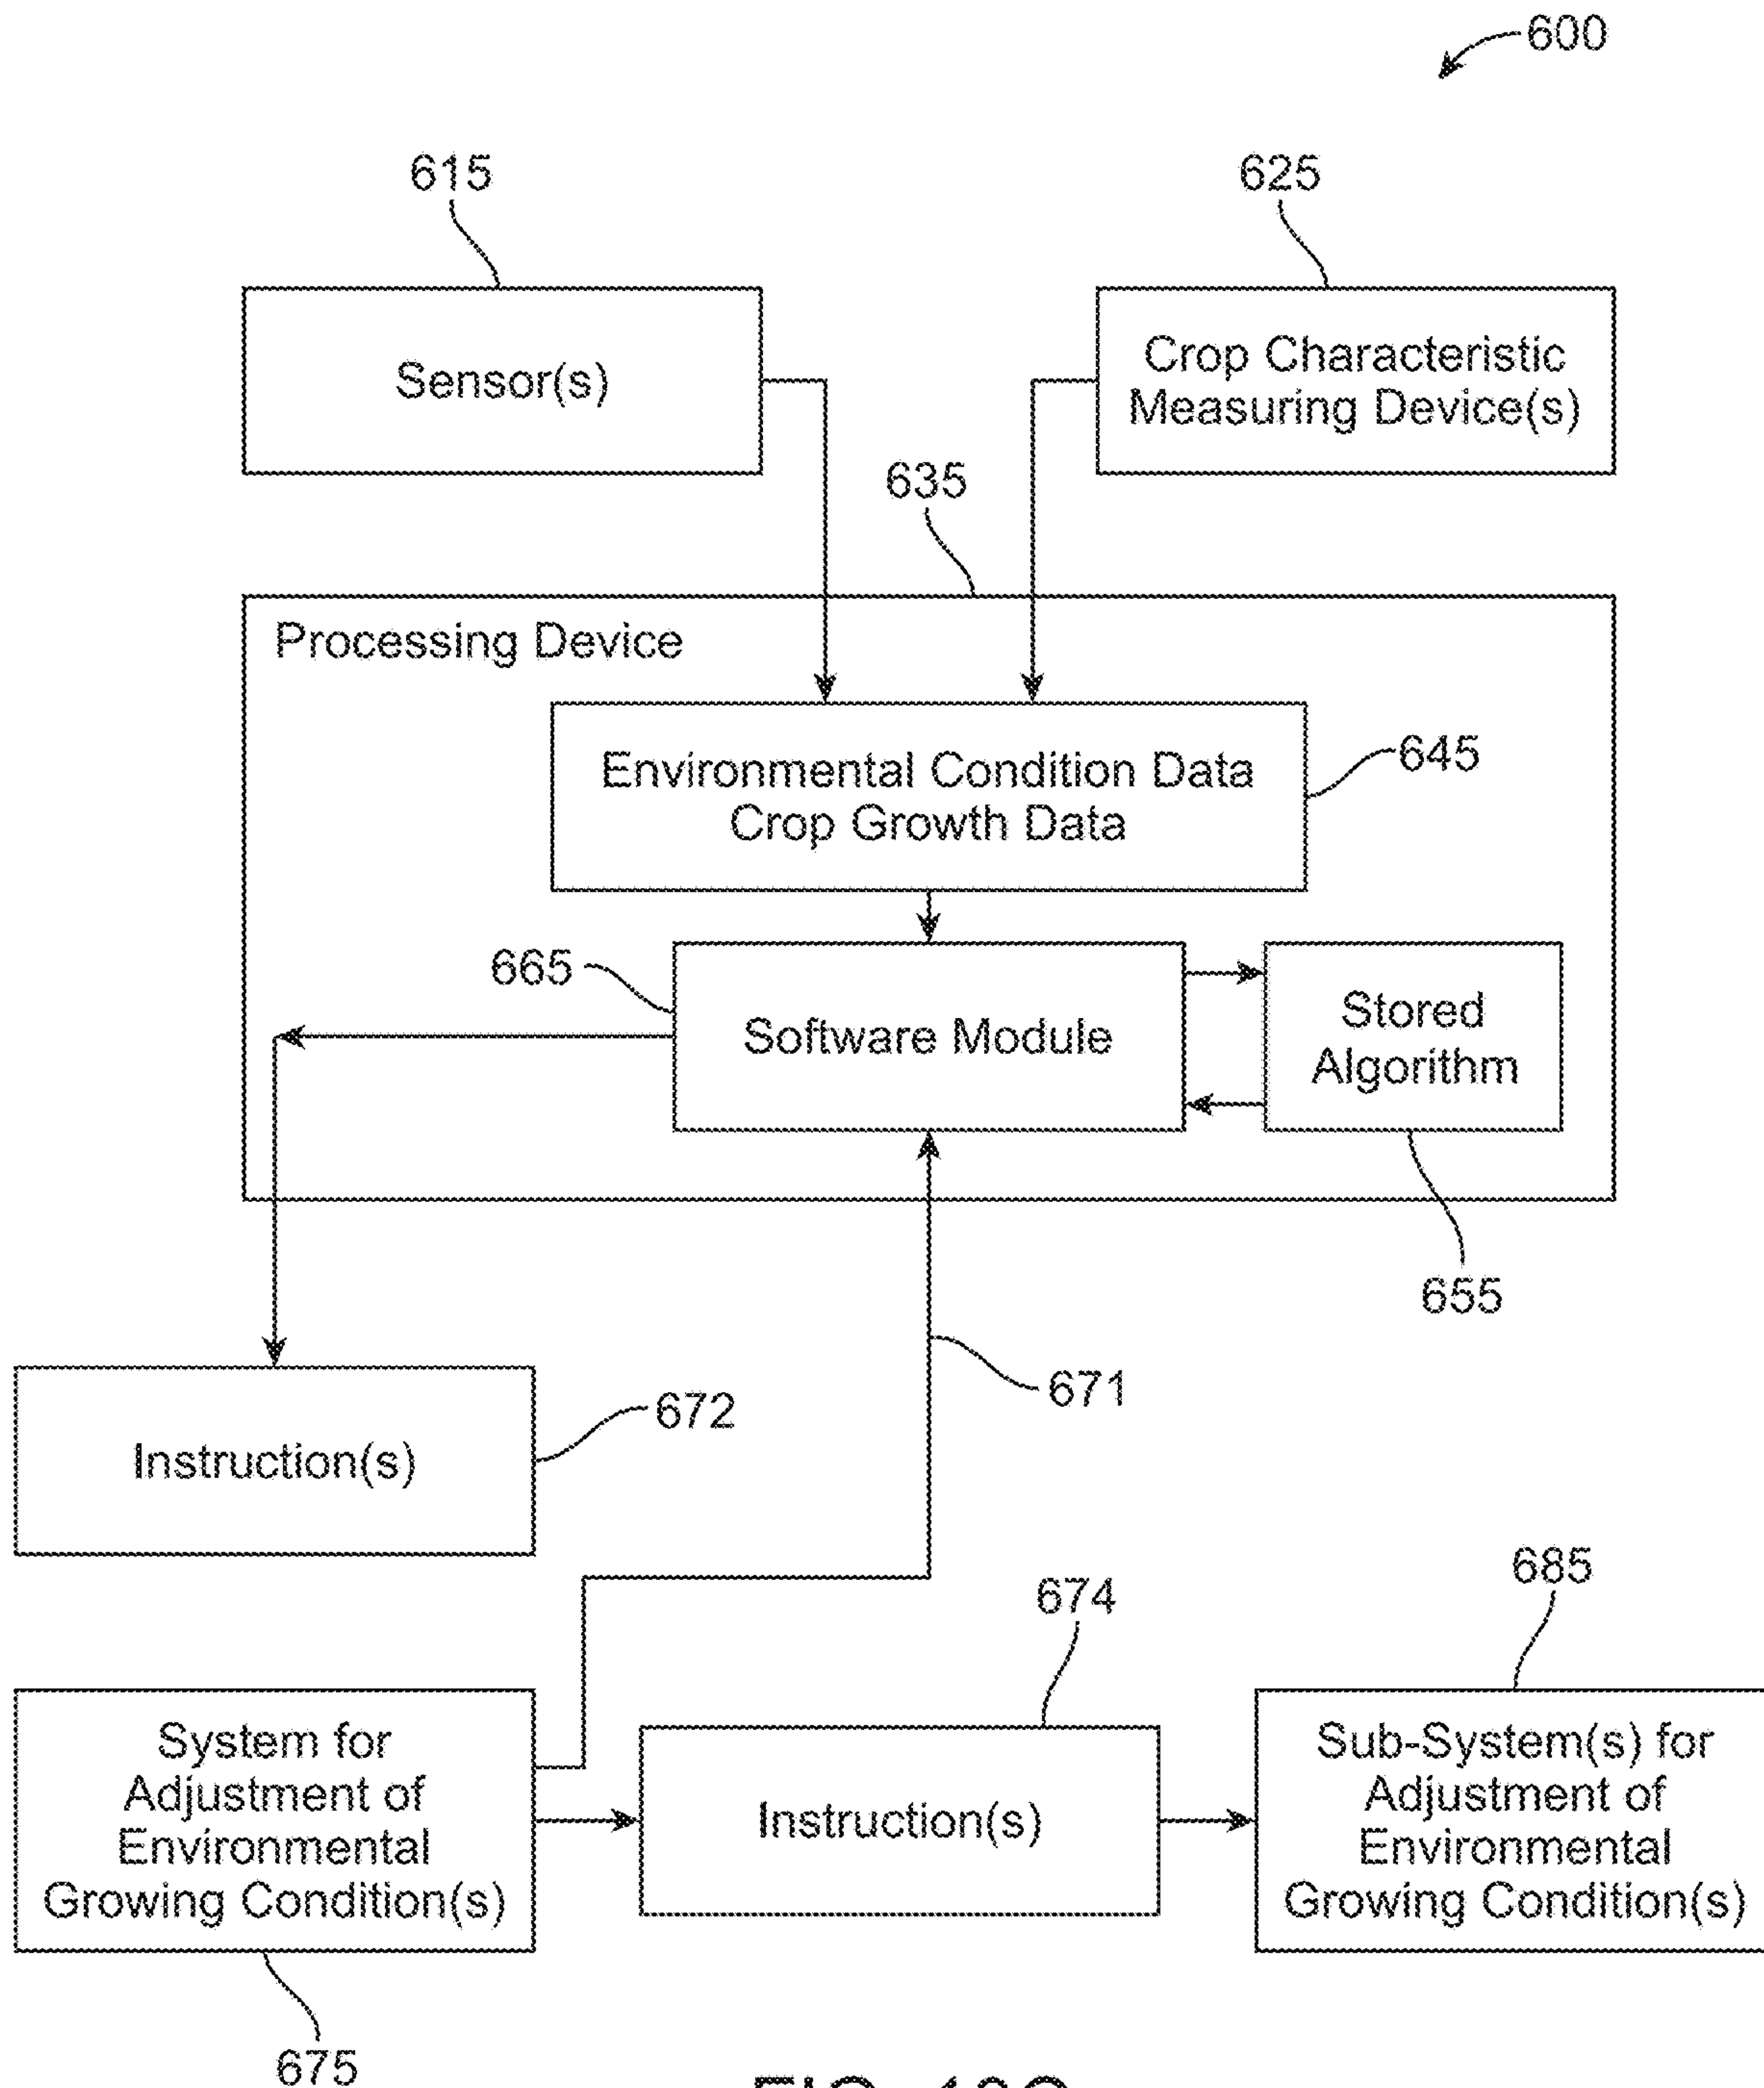 600
615
625
Sensor(s)
Crop Characteristic
Measuring Device(s)
635
Processing Device
Environmental Condition Data
Crop Growth Data
645
665
Software Module
Stored
Algorithm
655
671
672
Instruction(s)
674
685
System for
Adjustment of
Environmental
Growing Condition(s)
Instruction(s)
Sub-System(s) for
Adjustment of
Environmental
Growing Condition(s)
675